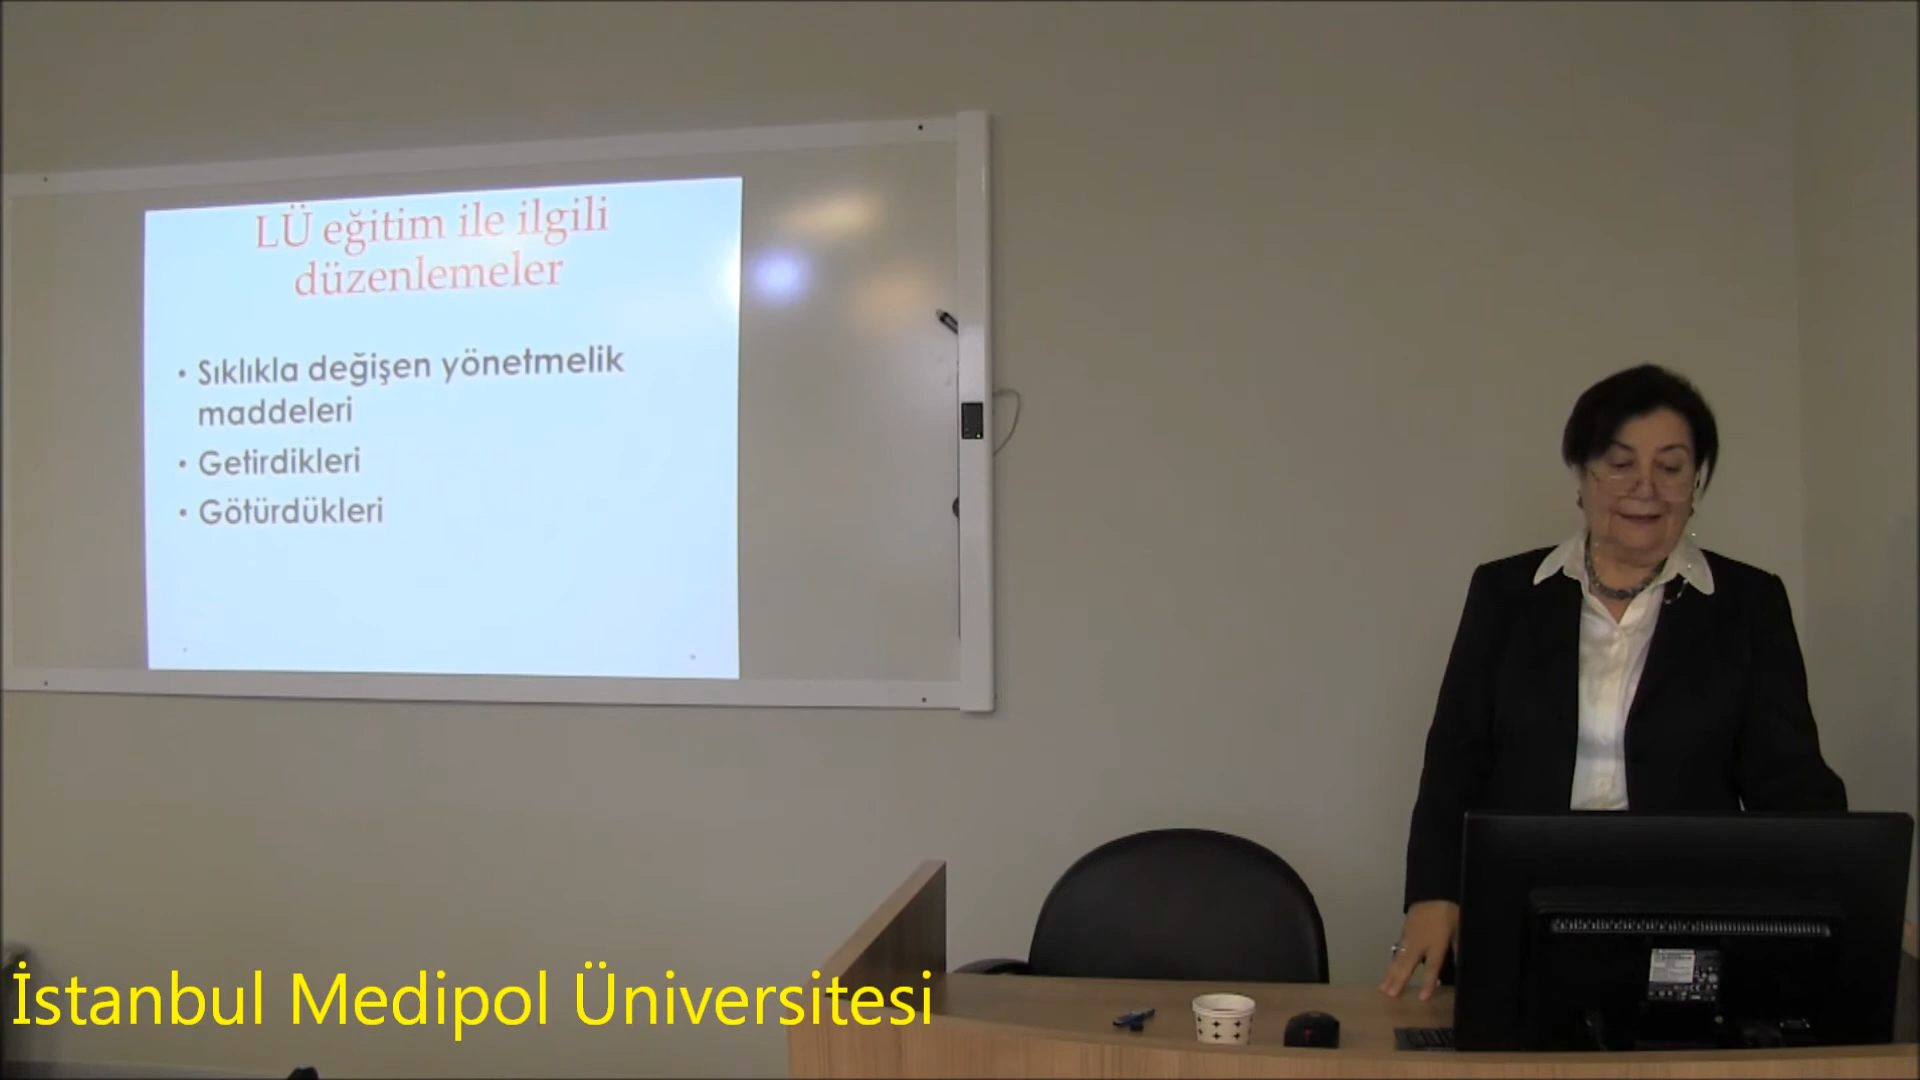 LÜ eğitim ile ilgili
düzenlemeler
• Sıklıkla değişen yönetmelik
maddeleri
• Getirdikleri
• Götürdükleri
İstanbul Medipol Üniversitesi